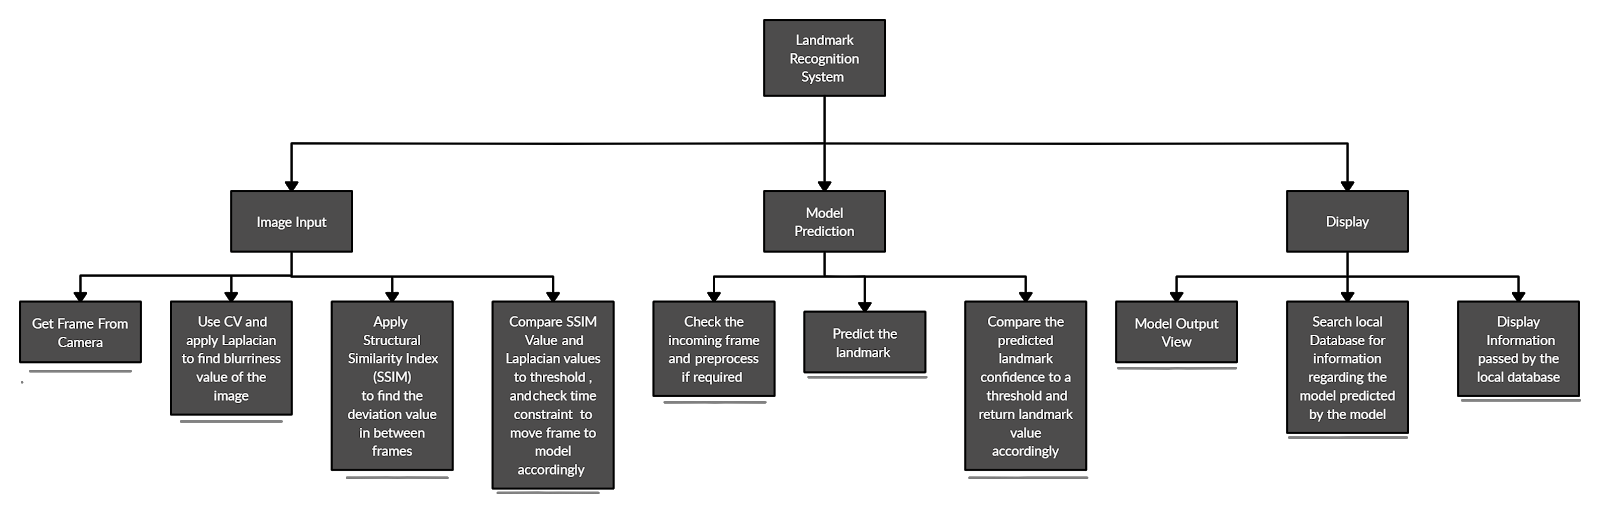 Landmark
Recognition
System
Image Input
Model
Prediction
Display
Get Frame From
Camera
Use CV and
apply Laplacian
to find blurriness
value of the
image
Apply
Structural
Similarity Index
(SSIM)
to find the
deviation value
in between
frames
Compare SSIM
Value and
Laplacian values
to threshold ,
and check time
constraint to
move frame to
model
accordingly
Check the
incoming frame
and preprocess
if required
Predict the
landmark
Compare the
predicted
landmark
confidence to a
threshold and
return landmark
value
accordingly
Model Output
View
Search local
Database for
information
regarding the
model predicted
by the model
Display
Information
passed by the
local database